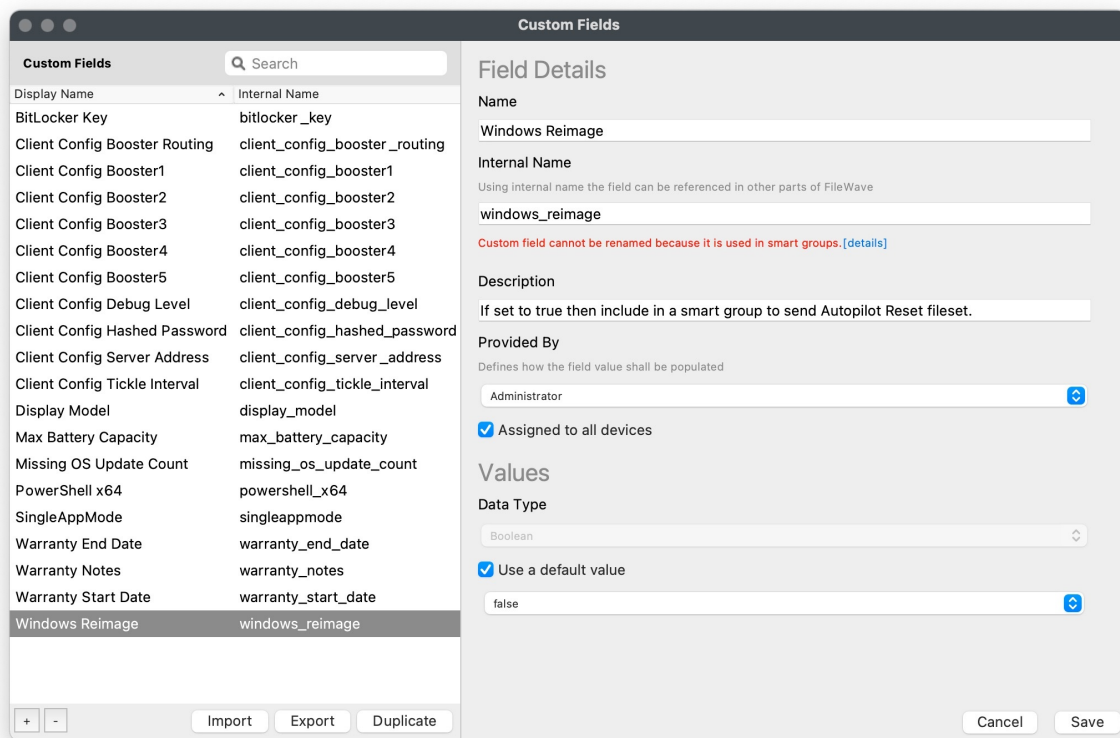 Custom Fields
Custom Fields
Search
Display Name Internal Name
BitLocker Key bitlocker_key
Client Config Booster Routing client_config_booster_routing
Client Config Booster1 client_config_booster1
Client Config Booster2 client_config_booster2
Client Config Booster3 client_config_booster3
Client Config Booster4 client_config_booster4
Client Config Booster5 client_config_booster5
Client Config Debug Level client_config_debug_level
Client Config Hashed Password client_config_hashed_password
Client Config Server Address client_config_server_address
Client Config Tickle Interval client_config_tickle_interval
Display Model display_model
Max Battery Capacity max_battery_capacity
Missing OS Update Count missing_os_update_count
PowerShell x64 powershell_x64
SingleAppMode singleappmode
Warranty End Date warranty_end_date
Warranty Notes warranty_notes
Warranty Start Date warranty_start_date
Windows Reimage windows_reimage
+ - Import Export Duplicate
Field Details
Name
Windows Reimage
Internal Name
Using internal name the field can be referenced in other parts of FileWave
windows_reimage
Custom field cannot be renamed because it is used in smart groups.[details]
Description
If set to true then include in a smart group to send Autopilot Reset fileset.
Provided By
Defines how the field value shall be populated
Administrator
Assigned to all devices
Values
Data Type
Boolean
Use a default value
false
Cancel Save